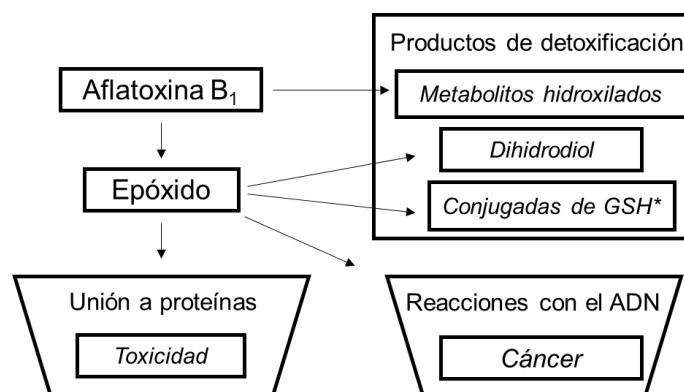 Productos de detoxificación
Aflatoxina B₁
Metabolitos hidroxilados
Dihidrodiol
Epóxido
Conjugadas de GSH*
Unión a proteínas
Toxicidad
Reacciones con el ADN
Cáncer